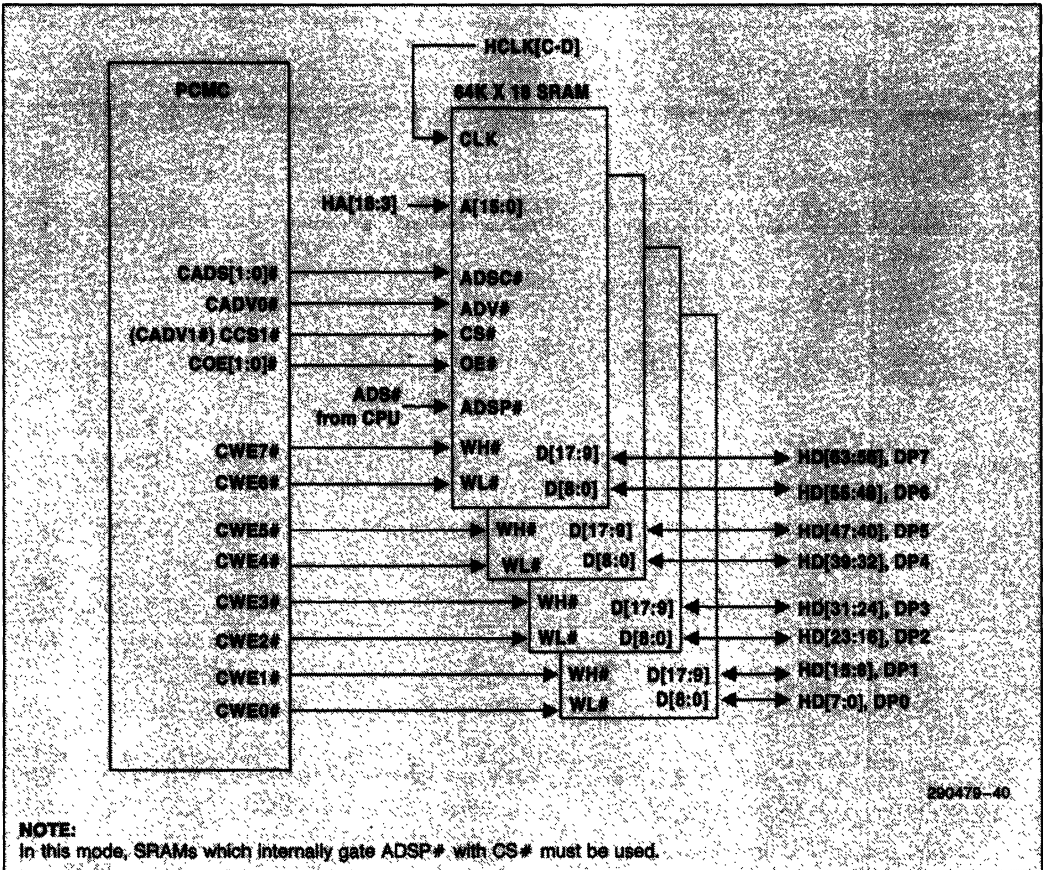 HCLK[C-D]
PCMC
64K X 18 SRAM
CLK
HA[18:3]
A[15:0]
CADS[1:0]#
ADSC#
CADV0#
ADV#
(CADV1#) CCS1#
CS#
COE[1:0]#
OE#
ADS#
from CPU
ADSP#
CWE7#
WH#
D[17:9]
HD[63:56], DP7
CWE6#
WL#
D[8:0]
HD[55:48], DP6
CWE5#
WH#
D[17:9]
HD[47:40], DP5
CWE4#
WL#
D[8:0]
HD[39:32], DP4
CWE3#
WH#
D[17:9]
HD[31:24], DP3
CWE2#
WL#
D[8:0]
HD[23:16], DP2
CWE1#
WH#
D[17:9]
HD[15:8], DP1
CWE0#
WL#
D[8:0]
HD[7:0], DP0
290479–40
NOTE:
In this mode, SRAMs which internally gate ADSP# with CS# must be used.